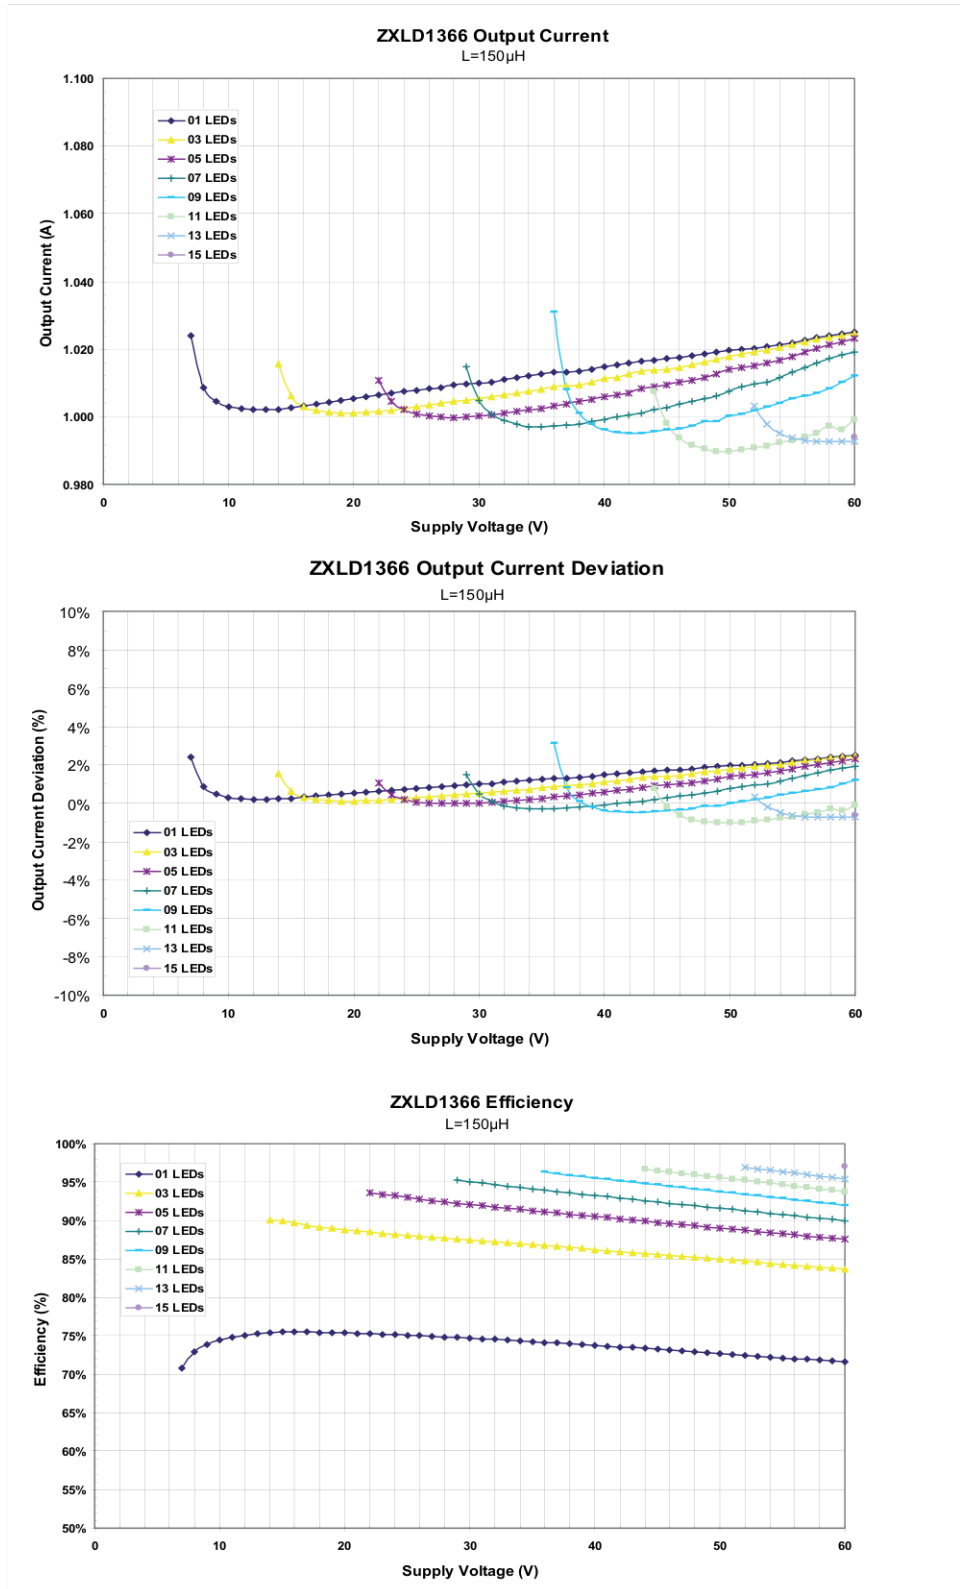 ZXLD1366 Output Current
L=150µH
1.100
1.080
1.060
1.040
1.020
1.000
0.980
Output Current (A)
01 LEDs
03 LEDs
05 LEDs
07 LEDs
09 LEDs
11 LEDs
13 LEDs
15 LEDs
0 10 20 30 40 50 60
Supply Voltage (V)
ZXLD1366 Output Current Deviation
L=150µH
10%
8%
6%
4%
2%
0%
-2%
-4%
-6%
-8%
-10%
Output Current Deviation (%)
01 LEDs
03 LEDs
05 LEDs
07 LEDs
09 LEDs
11 LEDs
13 LEDs
15 LEDs
0 10 20 30 40 50 60
Supply Voltage (V)
ZXLD1366 Efficiency
L=150µH
100%
95%
90%
85%
80%
75%
70%
65%
60%
55%
50%
Efficiency (%)
01 LEDs
03 LEDs
05 LEDs
07 LEDs
09 LEDs
11 LEDs
13 LEDs
15 LEDs
0 10 20 30 40 50 60
Supply Voltage (V)